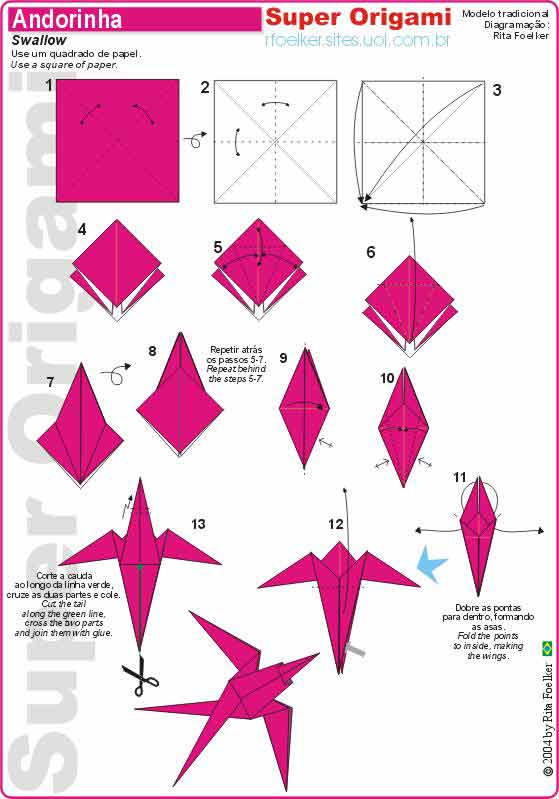 Andorinha
Super Origami
Modelo tradicional
Diagramação:
Rita Foelker
rfoelker.sites.uol.com.br
Swallow
Use um quadrado de papel.
Use a square of paper.
1
2
3
4
5
6
7
8
Repetir atrás
os passos 5-7.
Repeat behind
the steps 5-7.
9
10
11
13
12
Corte a cauda
ao longo da linha verde,
cruze as duas partes e cole.
Cut the tail
along the green line,
cross the two parts
and join them with glue.
Dobre as pontas
para dentro, formando
as asas.
Fold the points
to inside, making
the wings.
Super Origami
© 2004 by Rita Foelker